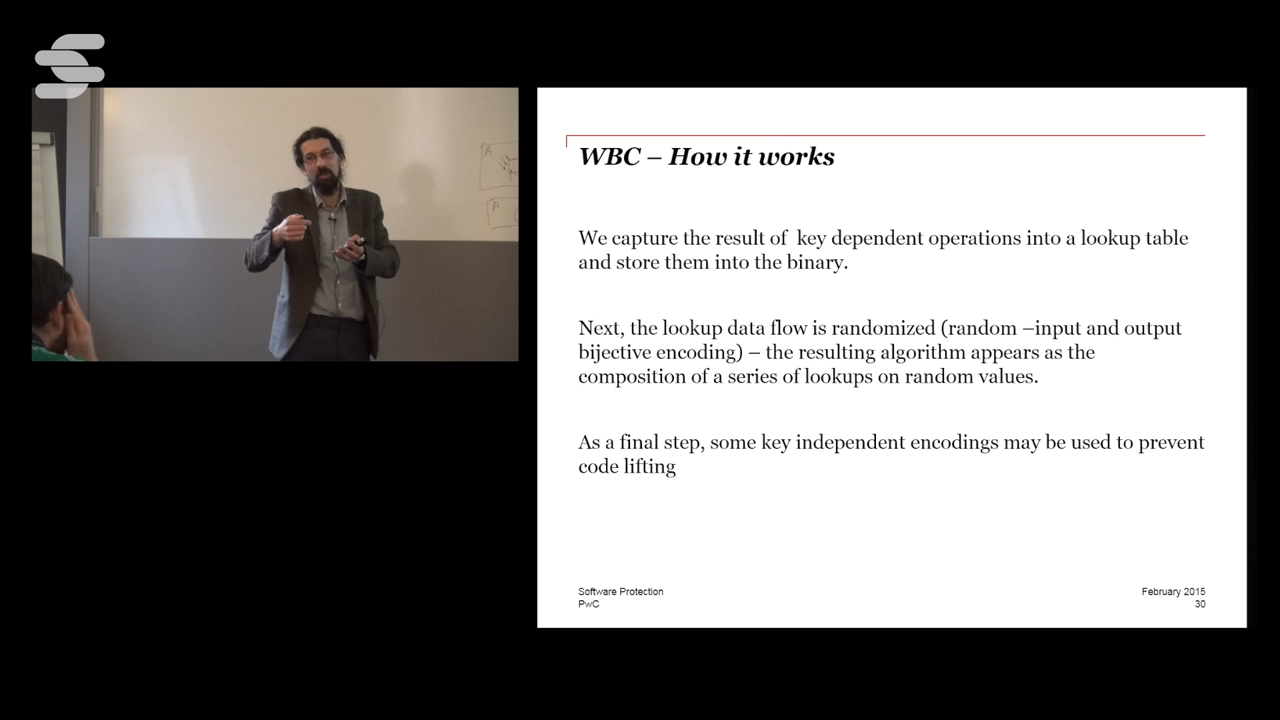 A
A
WBC – How it works
We capture the result of  key dependent operations into a lookup table
and store them into the binary.
Next, the lookup data flow is randomized (random –input and output
bijective encoding) – the resulting algorithm appears as the
composition of a series of lookups on random values.
As a final step, some key independent encodings may be used to prevent
code lifting
Software Protection
PwC
February 2015
30